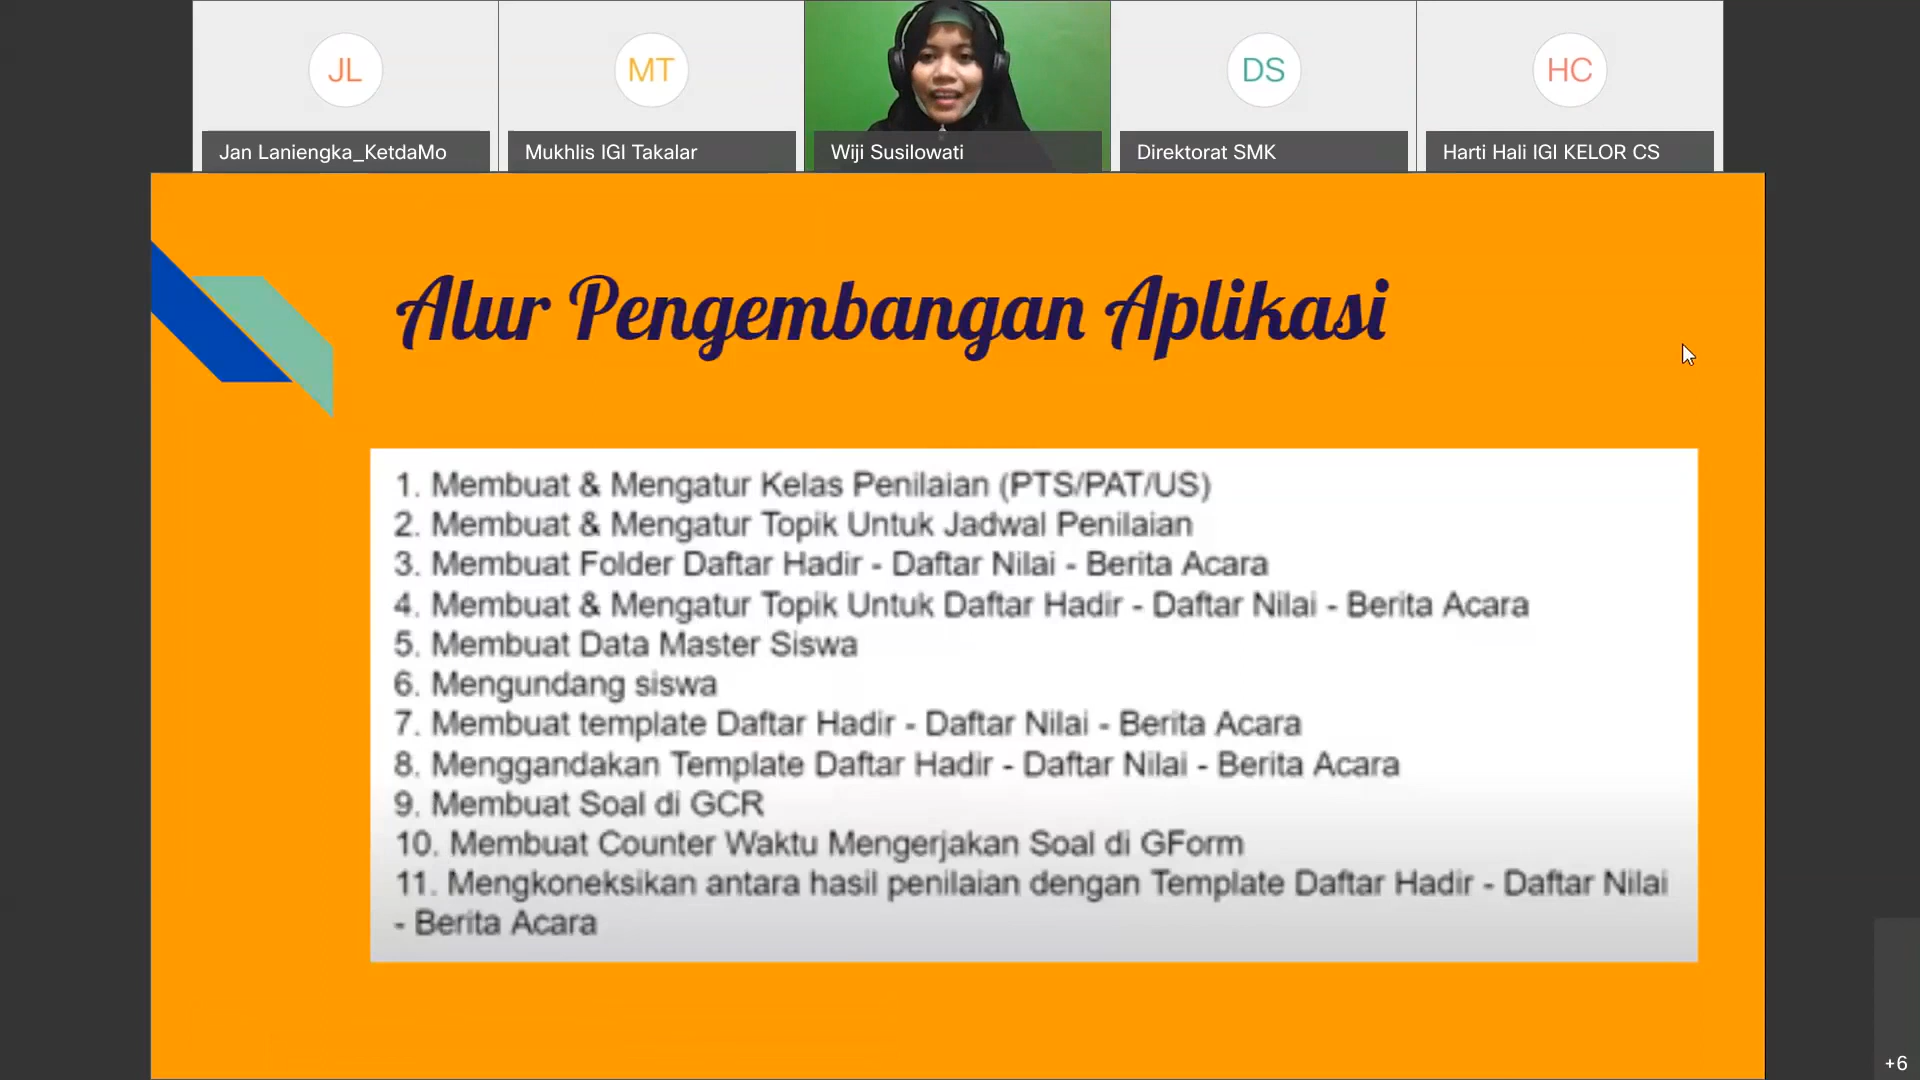 JL
MT
DS
HC
Jan Laniengka_KetdaMo
Mukhlis IGI Takalar
Wiji Susilowati
Direktorat SMK
Harti Hali IGI KELOR CS
Alur Pengembangan Aplikasi
1. Membuat & Mengatur Kelas Penilaian (PTS/PAT/US)
2. Membuat & Mengatur Topik Untuk Jadwal Penilaian
3. Membuat Folder Daftar Hadir - Daftar Nilai - Berita Acara
4. Membuat & Mengatur Topik Untuk Daftar Hadir - Daftar Nilai - Berita Acara
5. Membuat Data Master Siswa
6. Mengundang siswa
7. Membuat template Daftar Hadir - Daftar Nilai - Berita Acara
8. Menggandakan Template Daftar Hadir - Daftar Nilai - Berita Acara
9. Membuat Soal di GCR
10. Membuat Counter Waktu Mengerjakan Soal di GForm
11. Mengkoneksikan antara hasil penilaian dengan Template Daftar Hadir - Daftar Nilai
- Berita Acara
+6